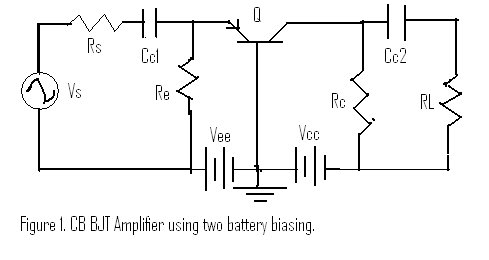 Q
Rs
Cc1
Cc2
Vs
Re
Rc
RL
Vee
Vcc
Figure 1. CB BJT Amplifier using two battery biasing.